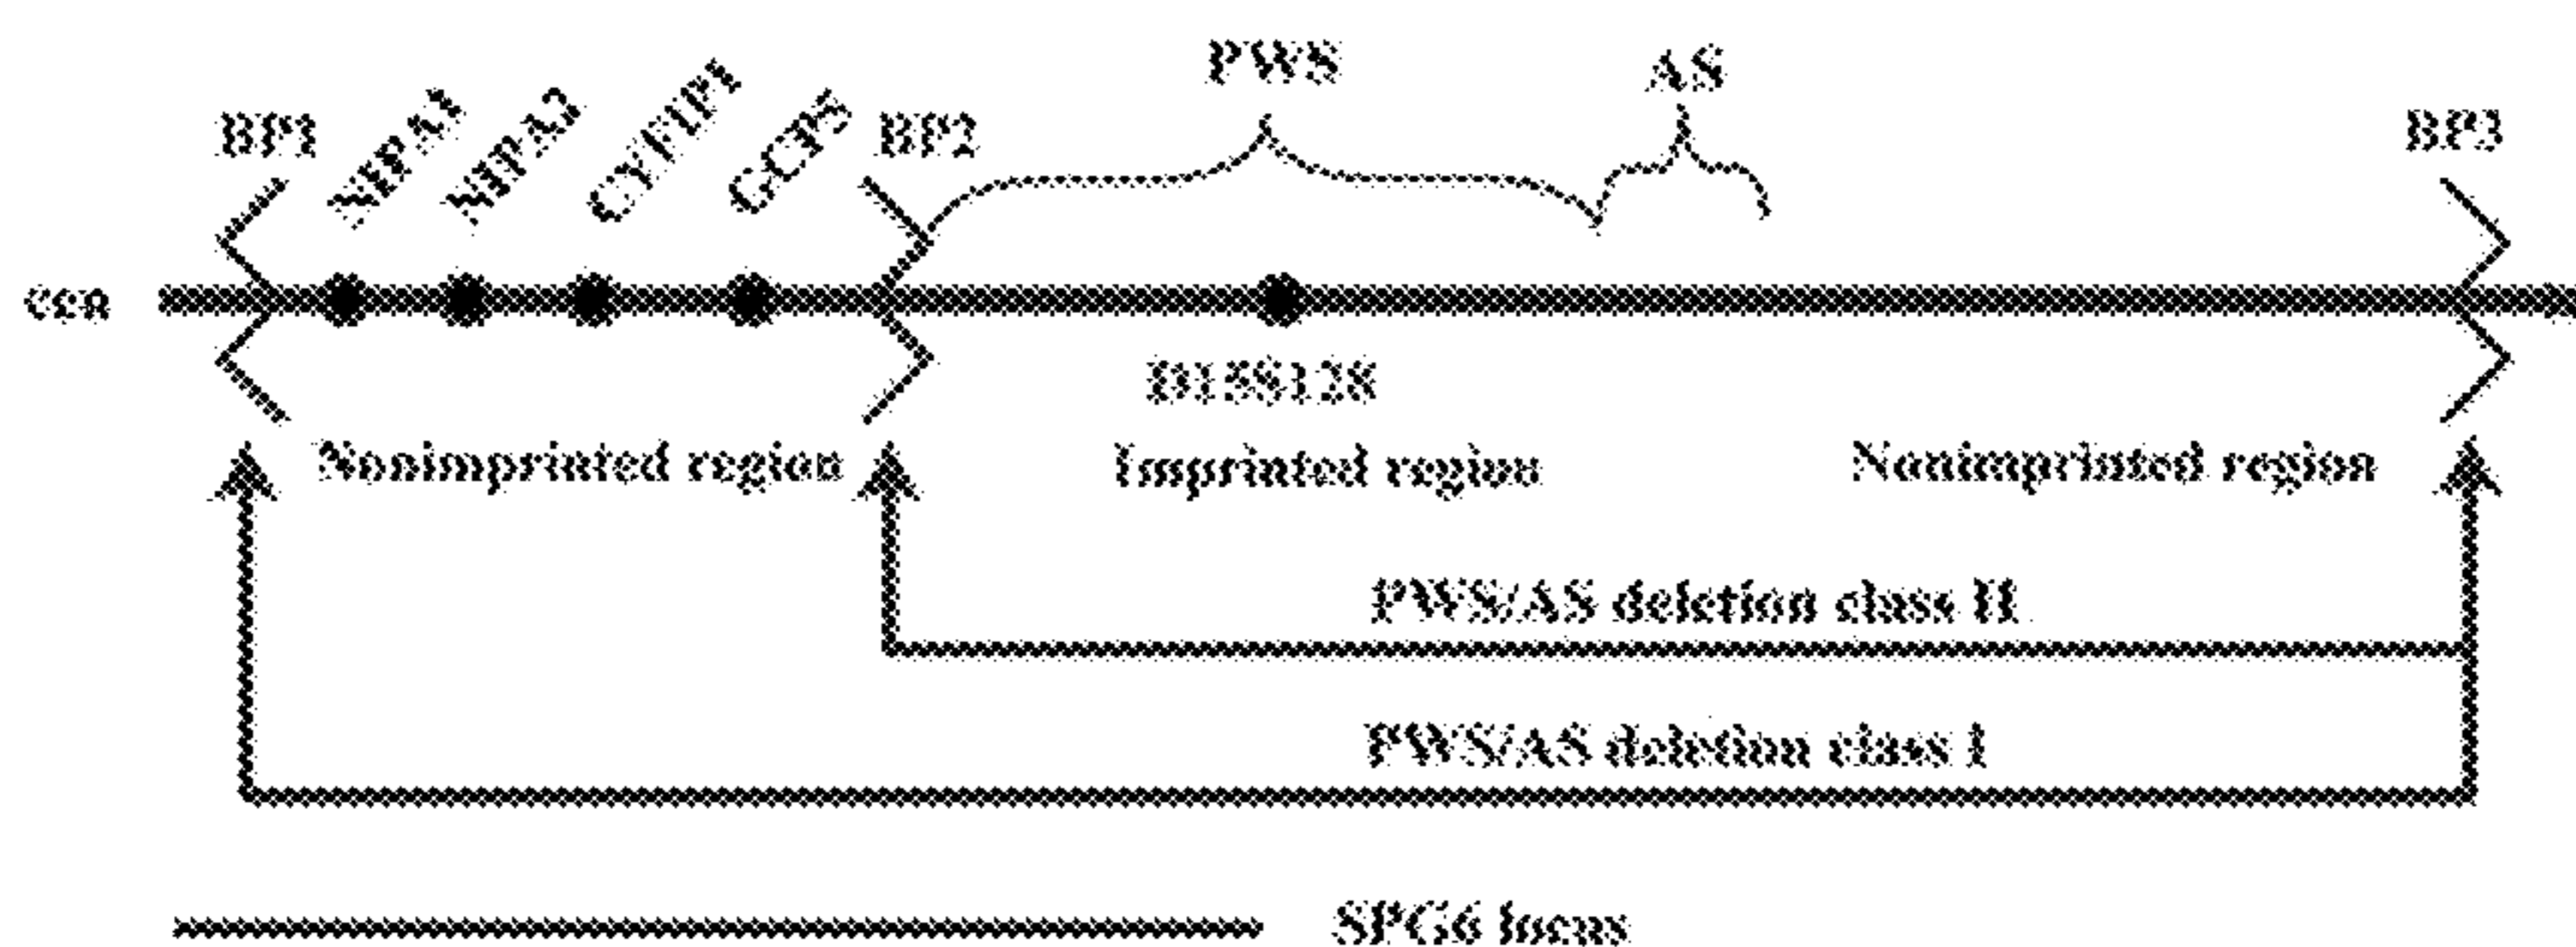 PWS
AS
BP1
NIPA1
NIPA2
CYFIP1
GCP5
BP2
BP3
cen
D15S128
Nonimprinted region
Imprinted region
Nonimprinted region
PWS/AS deletion class II
PWS/AS deletion class I
SPG6 locus